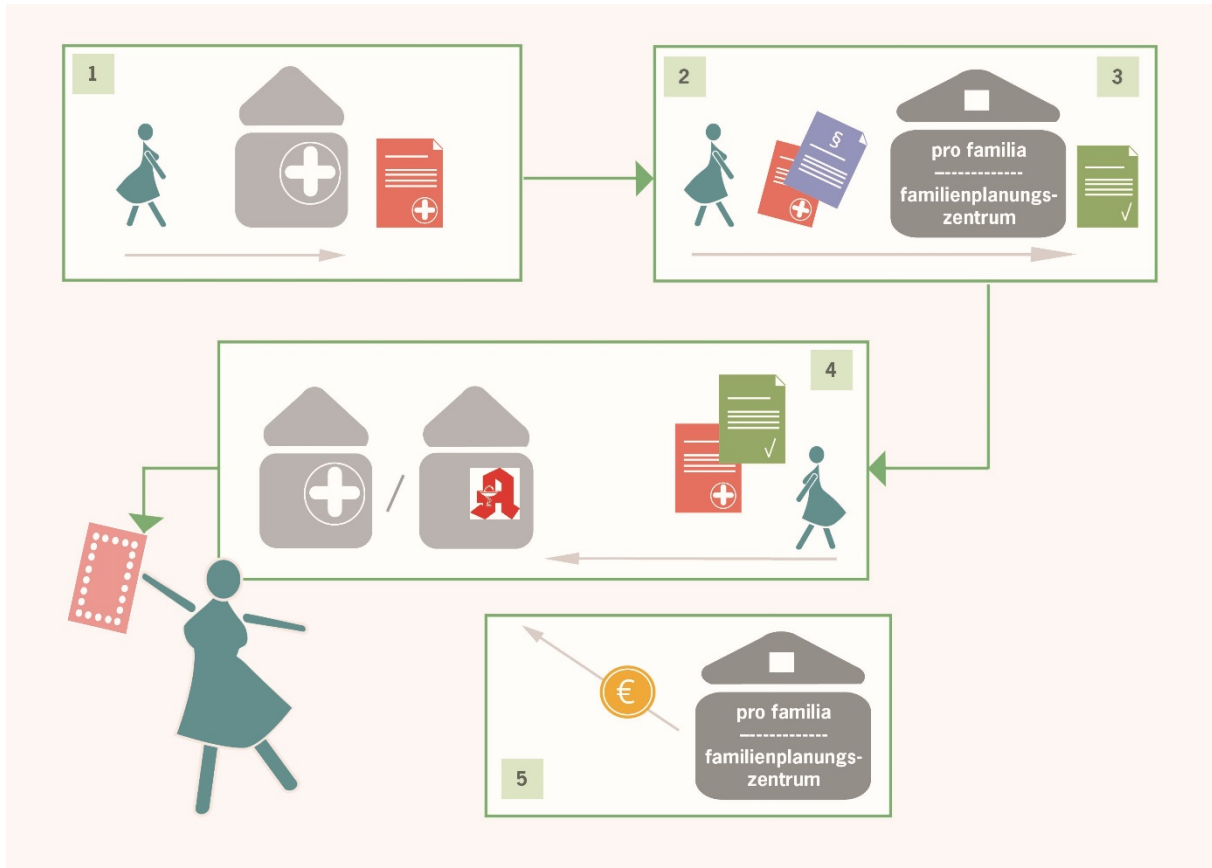 1
2
3
§
pro familia
-------------
familienplanungs-
zentrum
4
/
A
€
pro familia
-------------
familienplanungs-
zentrum
5